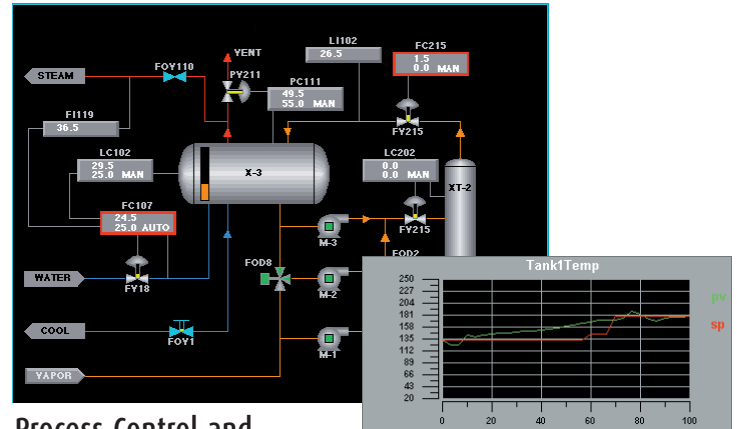 LI102
26.5
FC215
1.5
0.0 MAN
YENT
FOY110
STEAM
PY211
PC111
49.5
55.0 MAN
FI119
36.5
FY215
LC102
29.5
25.0 MAN
X-3
LC202
0.0
0.0 MAN
XT-2
FC107
24.5
25.0 AUTO
M-3
FY215
FOD8
FOD2
WATER
FY18
M-2
COOL
FOY1
M-1
VAPOR
Tank1Temp
250
227
204
181
158
135
112
89
66
43
20
0
20
40
60
80
100
pv
sp
Process Control and